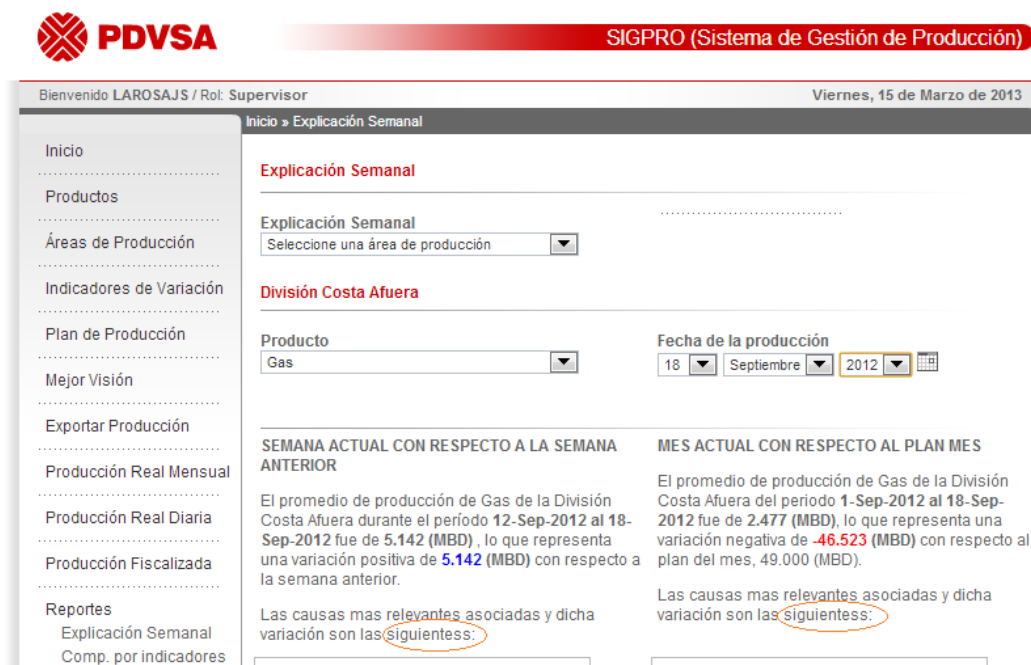 PDVSA
SIGPRO (Sistema de Gestión de Producción)
Bienvenido LAROSAJS / Rol: Supervisor
Viernes, 15 de Marzo de 2013
Inicio » Explicación Semanal
Inicio
Productos
Áreas de Producción
Indicadores de Variación
Plan de Producción
Mejor Visión
Exportar Producción
Producción Real Mensual
Producción Real Diaria
Producción Fiscalizada
Reportes
Explicación Semanal
Comp. por indicadores
Explicación Semanal
Explicación Semanal
Seleccione una área de producción
División Costa Afuera
Producto
Gas
Fecha de la producción
18 Septiembre 2012
SEMANA ACTUAL CON RESPECTO A LA SEMANA
ANTERIOR
El promedio de producción de Gas de la División
Costa Afuera durante el período 12-Sep-2012 al 18-
Sep-2012 fue de 5.142 (MBD) , lo que representa
una variación positiva de 5.142 (MBD) con respecto a
la semana anterior.
Las causas mas relevantes asociadas y dicha
variación son las siguientess:
MES ACTUAL CON RESPECTO AL PLAN MES
El promedio de producción de Gas de la División
Costa Afuera del periodo 1-Sep-2012 al 18-Sep-
2012 fue de 2.477 (MBD), lo que representa una
variación negativa de -46.523 (MBD) con respecto al
plan del mes, 49.000 (MBD).
Las causas mas relevantes asociadas y dicha
variación son las siguientess: